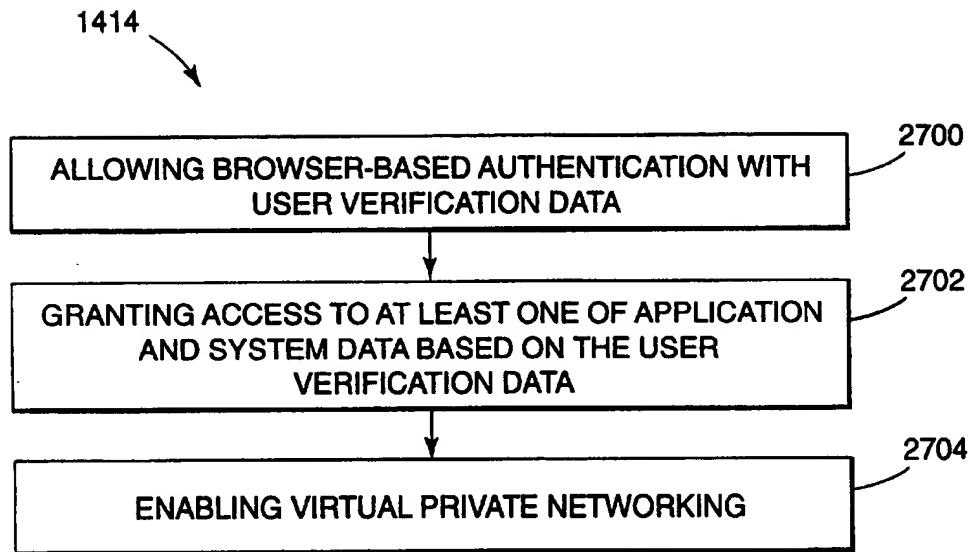 1414
2700
ALLOWING BROWSER-BASED AUTHENTICATION WITH
USER VERIFICATION DATA
2702
GRANTING ACCESS TO AT LEAST ONE OF APPLICATION
AND SYSTEM DATA BASED ON THE USER
VERIFICATION DATA
2704
ENABLING VIRTUAL PRIVATE NETWORKING